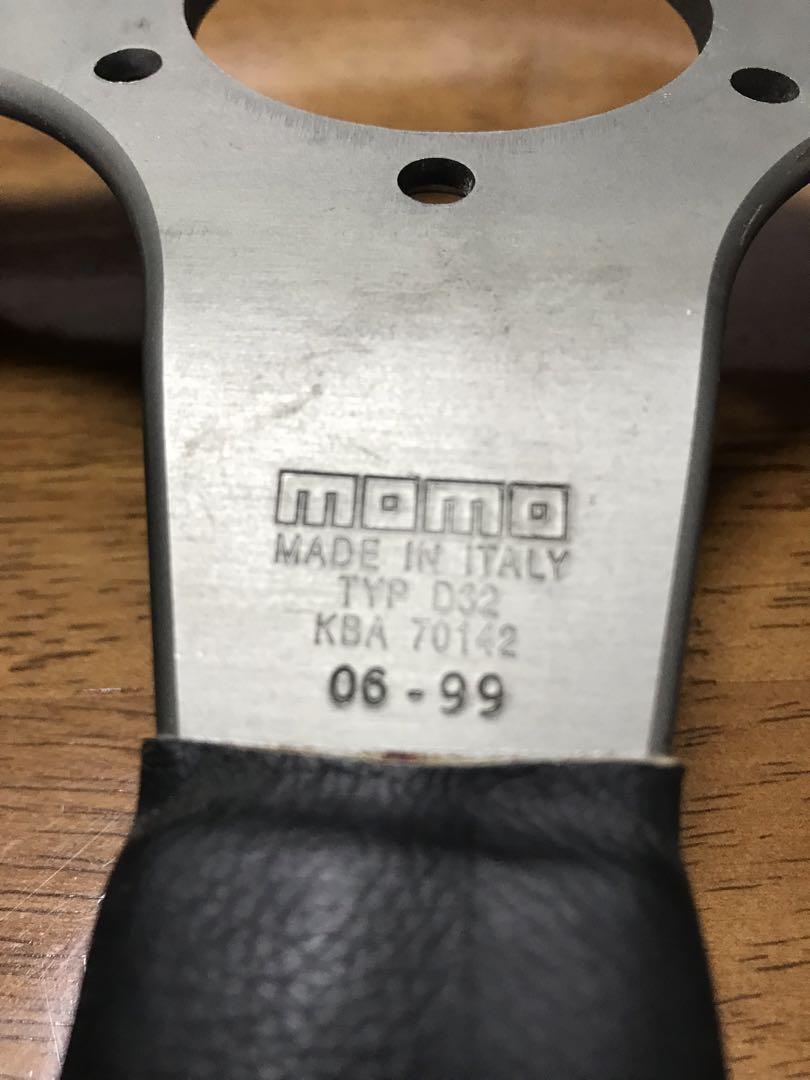 momo
MADE IN ITALY
TYP D32
KBA 70142
06-99